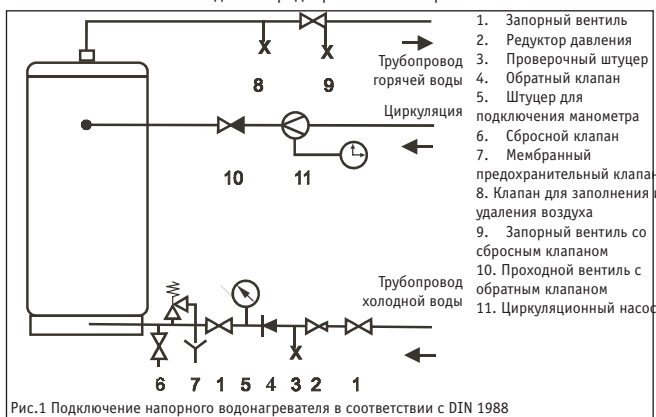 1. Запорный вентиль
2. Редуктор давления
3. Проверочный штуцер
4. Обратный клапан
5. Штуцер для
подключения манометра
6. Сбросной клапан
7. Мембранный
предохранительный клапан
8. Клапан для заполнения и
удаления воздуха
9. Запорный вентиль со
сбросным клапаном
10. Проходной вентиль с
обратным клапаном
11. Циркуляционный насос
Трубопровод
горячей воды
8 9
Циркуляция
10 11
Трубопровод
холодной воды
6 7 1 5 4 3 2 1
Рис.1 Подключение напорного водонагревателя в соответствии с DIN 1988